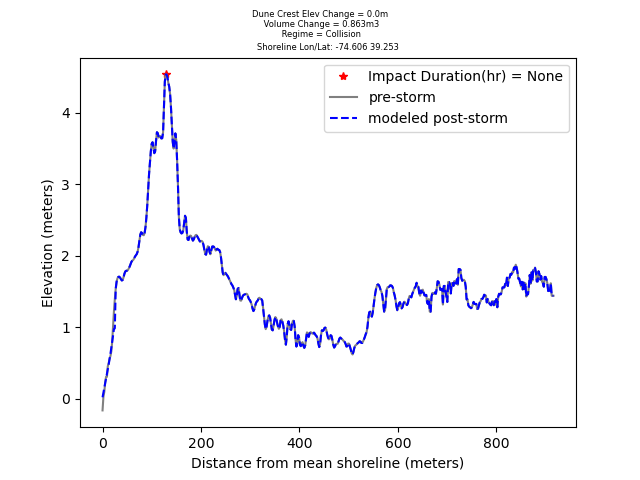 Dune Crest Elev Change = 0.0m
Volume Change = 0.863m3
Regime = Collision
Shoreline Lon/Lat: -74.606 39.253
Impact Duration(hr) = None
pre-storm
modeled post-storm
Elevation (meters)
4
3
2
1
0
0 200 400 600 800
Distance from mean shoreline (meters)